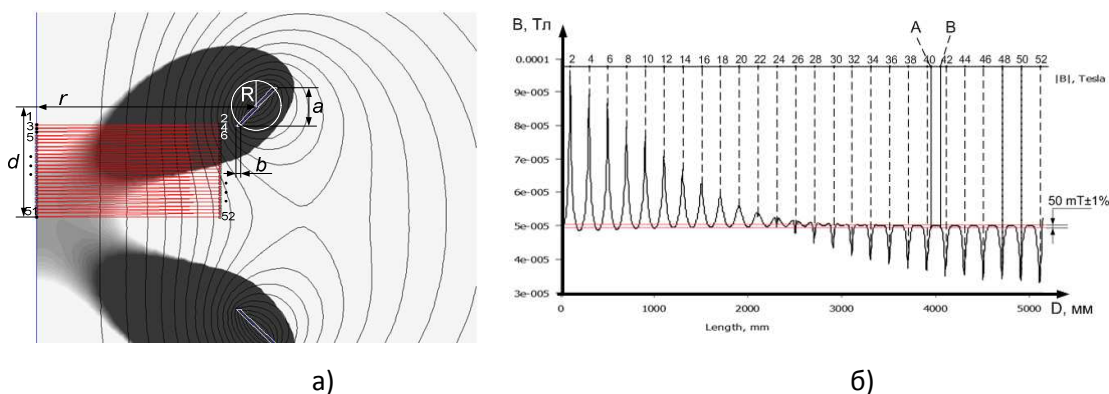 r
R
a
b
d
1
3
5
51
2
4
6
52
а)
В, Тл
A B
0.0001
9e-005
8e-005
7e-005
6e-005
5e-005
4e-005
3e-005
2 4 6 8 10 12 14 16 18 20 22 24 26 28 30 32 34 36 38 40 42 44 46 48 50 52
|B|, Tesla
50 mT±1%
0 1000 2000 3000 4000 5000
D, мм
Length, mm
б)